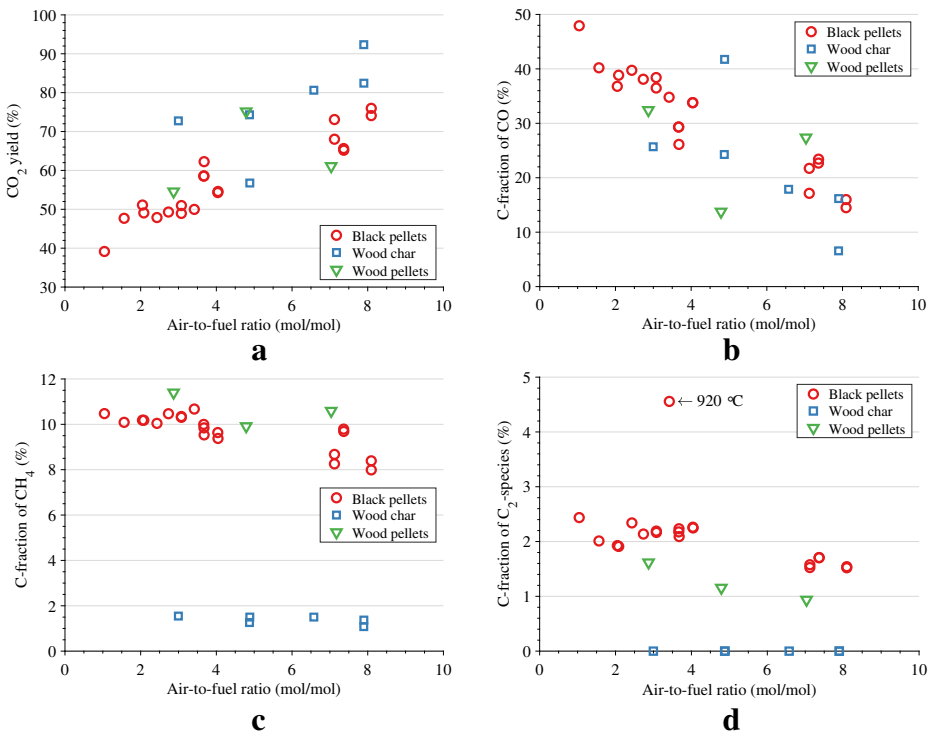 100
90
80
70
60
50
40
30
CO2 yield (%)
Black pellets
Wood char
Wood pellets
0 2 4 6 8 10
Air-to-fuel ratio (mol/mol)
a
50
40
30
20
10
0
C-fraction of CO (%)
Black pellets
Wood char
Wood pellets
0 2 4 6 8 10
Air-to-fuel ratio (mol/mol)
b
12
10
8
6
4
2
0
C-fraction of CH4 (%)
Black pellets
Wood char
Wood pellets
0 2 4 6 8 10
Air-to-fuel ratio (mol/mol)
c
5
4
3
2
1
0
C-fraction of C2-species (%)
← 920 °C
Black pellets
Wood char
Wood pellets
0 2 4 6 8 10
Air-to-fuel ratio (mol/mol)
d